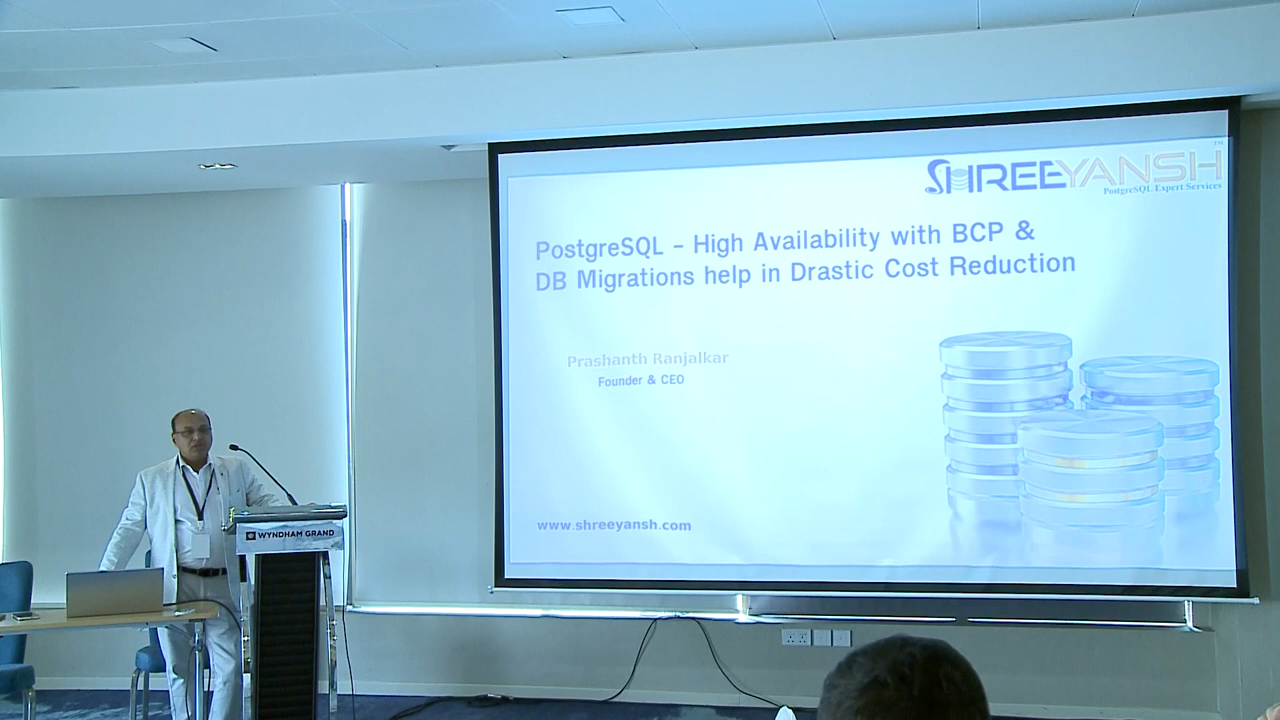 SHREEYANSH
TM
PostgreSQL Expert Services
PostgreSQL - High Availability with BCP &
DB Migrations help in Drastic Cost Reduction
Prashanth Ranjalkar
Founder & CEO
www.shreeyansh.com
WYNDHAM GRAND